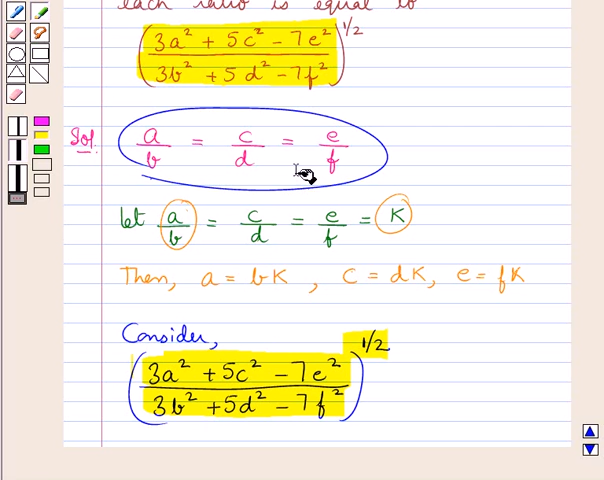 each ratio is equal to
(3a² + 5c² - 7e² / 3b² + 5d² - 7f²)^1/2
Sol. a/b = c/d = e/f
let a/b = c/d = e/f = K
Then, a = bK , c = dK, e = fK
Consider,
(3a² + 5c² - 7e² / 3b² + 5d² - 7f²)^1/2